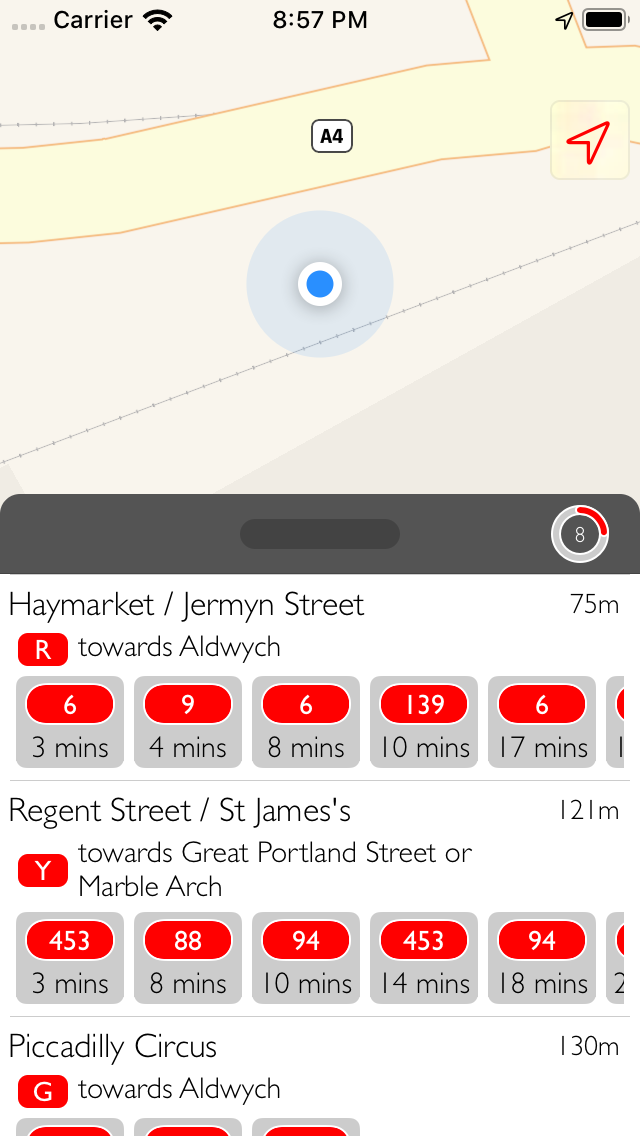 Carrier 8:57 PM
A4
8
Haymarket / Jermyn Street 75m
R towards Aldwych
6 9 6 139 6
3 mins 4 mins 8 mins 10 mins 17 mins 1
Regent Street / St James's 121m
Y towards Great Portland Street or
Marble Arch
453 88 94 453 94
3 mins 8 mins 10 mins 14 mins 18 mins 2
Piccadilly Circus 130m
G towards Aldwych